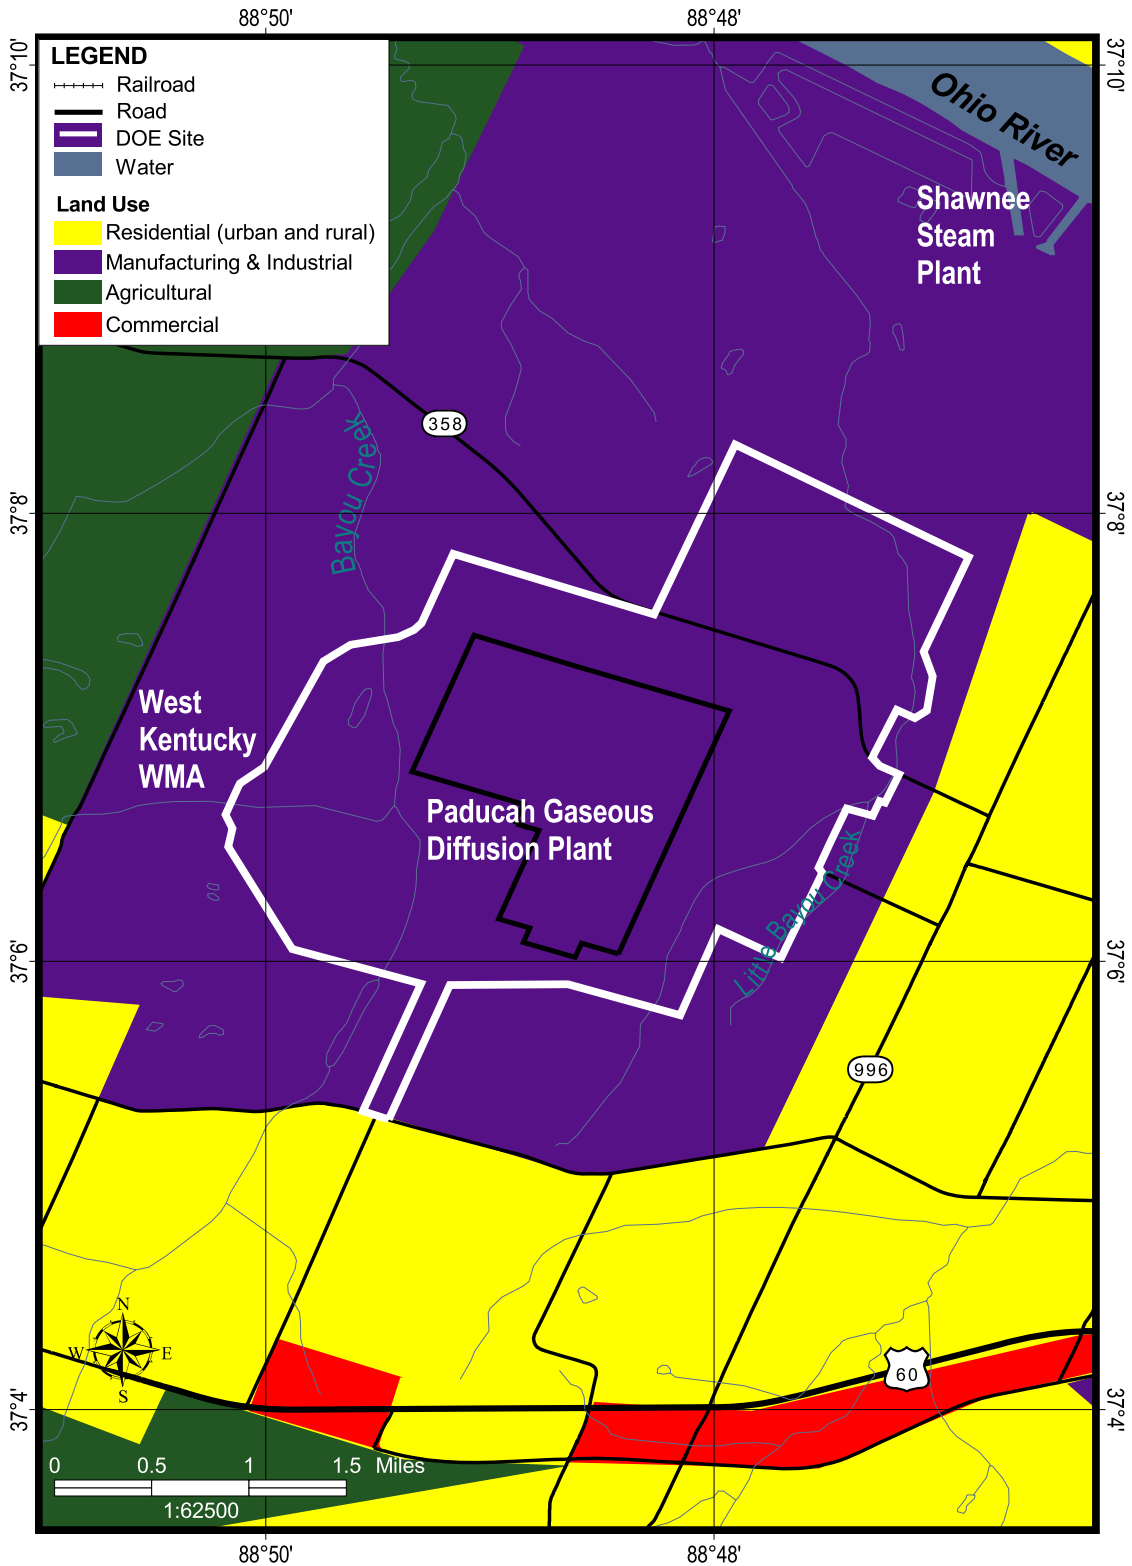 88°50'
88°48'
37°10'
37°10'
LEGEND
Railroad
Road
DOE Site
Water
Land Use
Residential (urban and rural)
Manufacturing & Industrial
Agricultural
Commercial
Ohio River
Shawnee
Steam
Plant
358
Bayou Creek
37°8'
37°8'
West
Kentucky
WMA
Paducah Gaseous
Diffusion Plant
Little Bayou Creek
37°6'
37°6'
996
N
W
E
S
60
37°4'
37°4'
0 0.5 1 1.5 Miles
1:62500
88°50'
88°48'